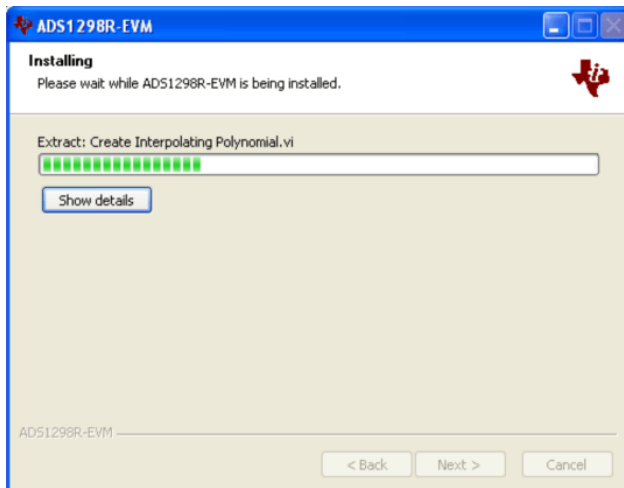 ADS1298R-EVM
Installing
Please wait while ADS1298R-EVM is being installed.
Extract: Create Interpolating Polynomial.vi
Show details
ADS1298R-EVM
< Back Next > Cancel